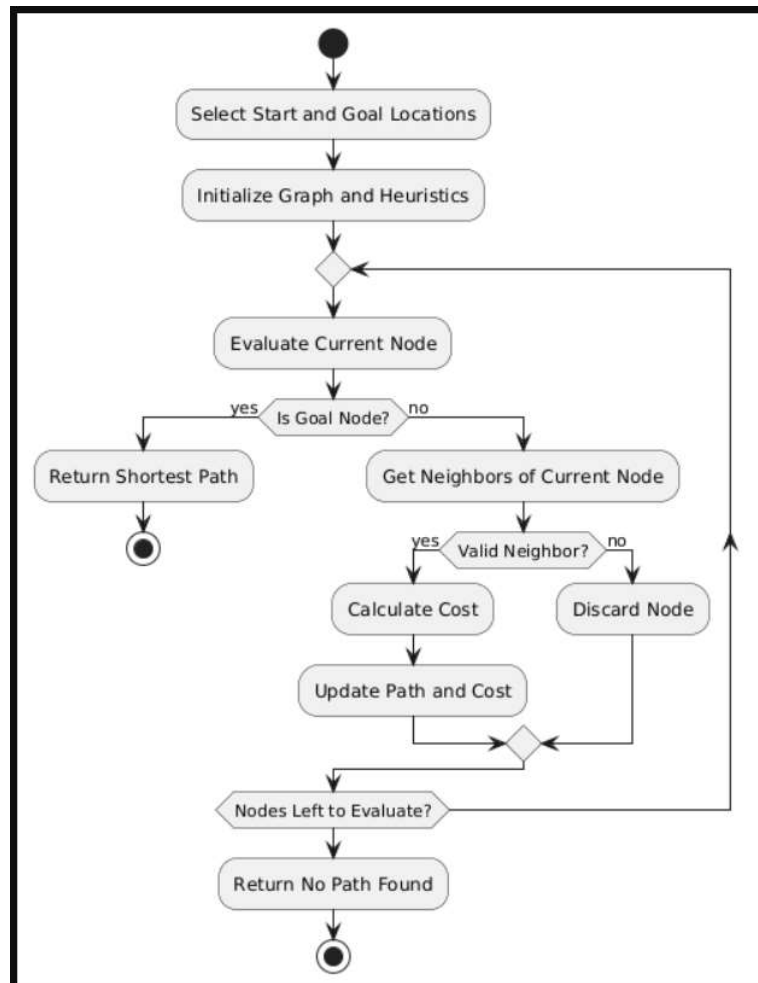 Select Start and Goal Locations
Initialize Graph and Heuristics
Evaluate Current Node
yes
Is Goal Node?
no
Return Shortest Path
Get Neighbors of Current Node
yes
Valid Neighbor?
no
Calculate Cost
Discard Node
Update Path and Cost
Nodes Left to Evaluate?
Return No Path Found